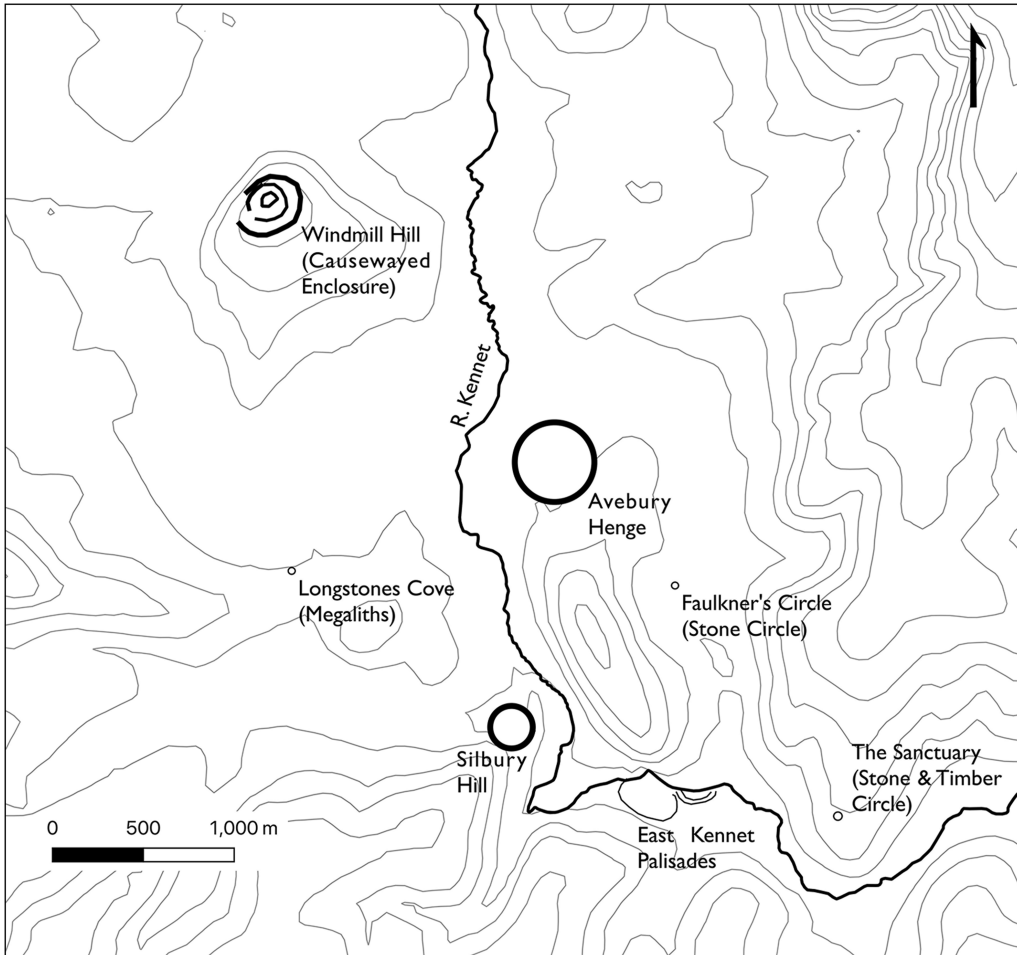 Windmill Hill
(Causewayed
Enclosure)
R. Kennet
Avebury
Henge
Longstones Cove
(Megaliths)
Faulkner's Circle
(Stone Circle)
Silbury
Hill
The Sanctuary
(Stone & Timber
Circle)
East Kennet
Palisades
0 500 1,000 m